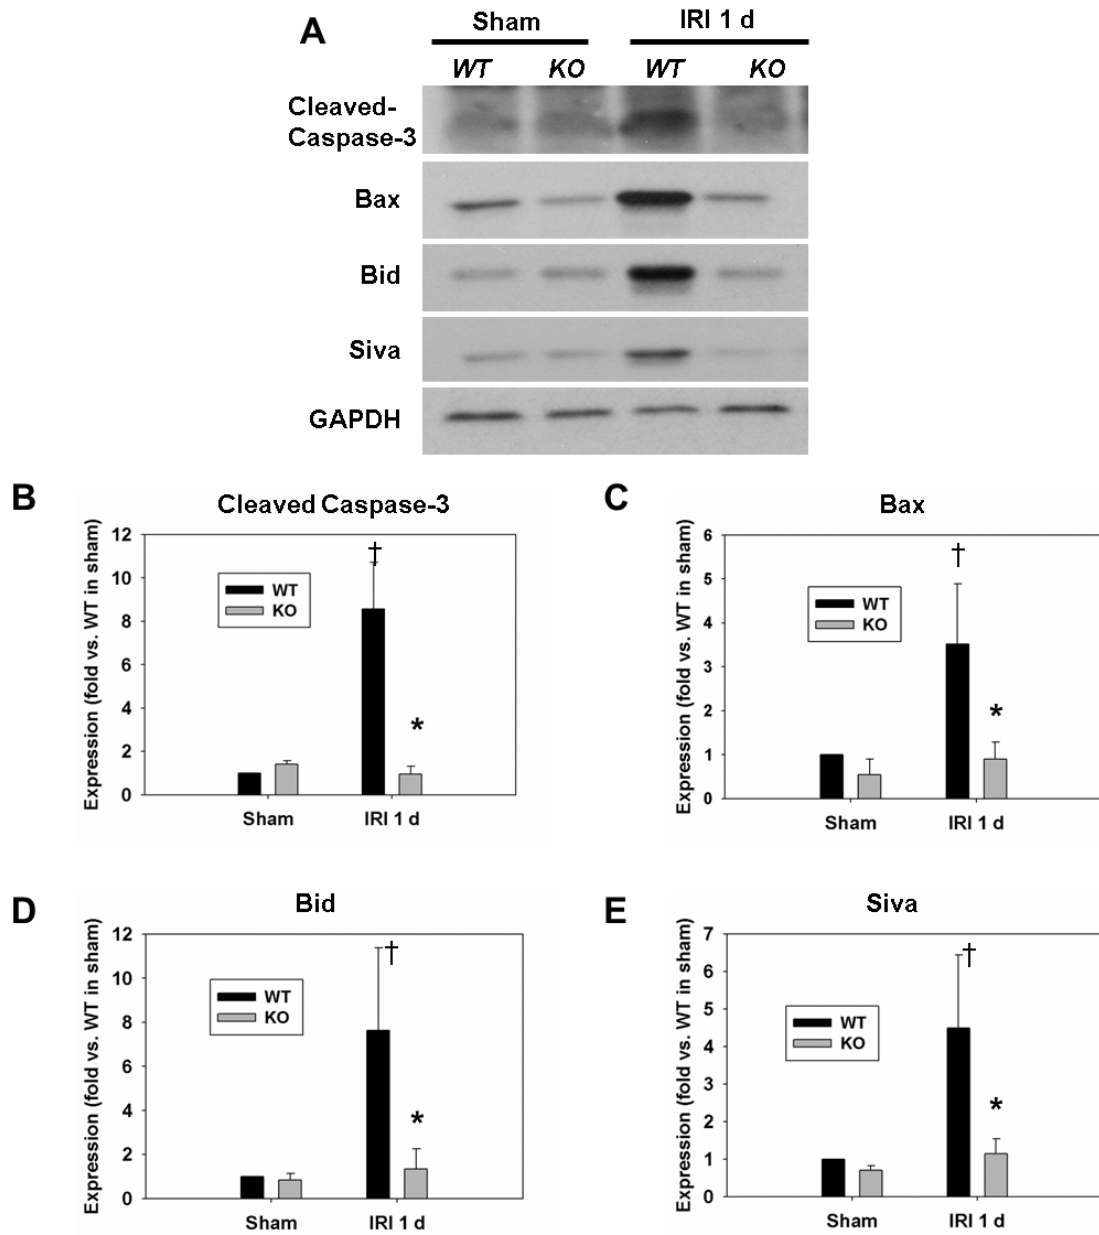 A
Sham IRI 1 d
WT KO WT KO
Cleaved-
Caspase-3
Bax
Bid
Siva
GAPDH
B
Cleaved Caspase-3
Expression (fold vs. WT in sham)
12
10
8
6
4
2
0
†
WT
KO
*
Sham IRI 1 d
C
Bax
Expression (fold vs. WT in sham)
6
5
4
3
2
1
0
†
WT
KO
*
Sham IRI 1 d
D
Bid
Expression (fold vs. WT in sham)
12
10
8
6
4
2
0
†
WT
KO
*
Sham IRI 1 d
E
Siva
Expression (fold vs. WT in sham)
7
6
5
4
3
2
1
0
†
WT
KO
*
Sham IRI 1 d